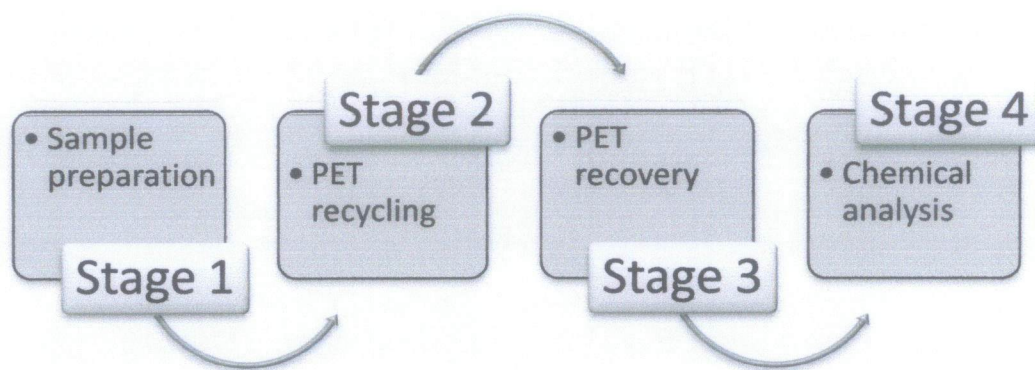 • Sample
preparation
Stage 1
Stage 2
• PET
recycling
• PET
recovery
Stage 3
Stage 4
• Chemical
analysis